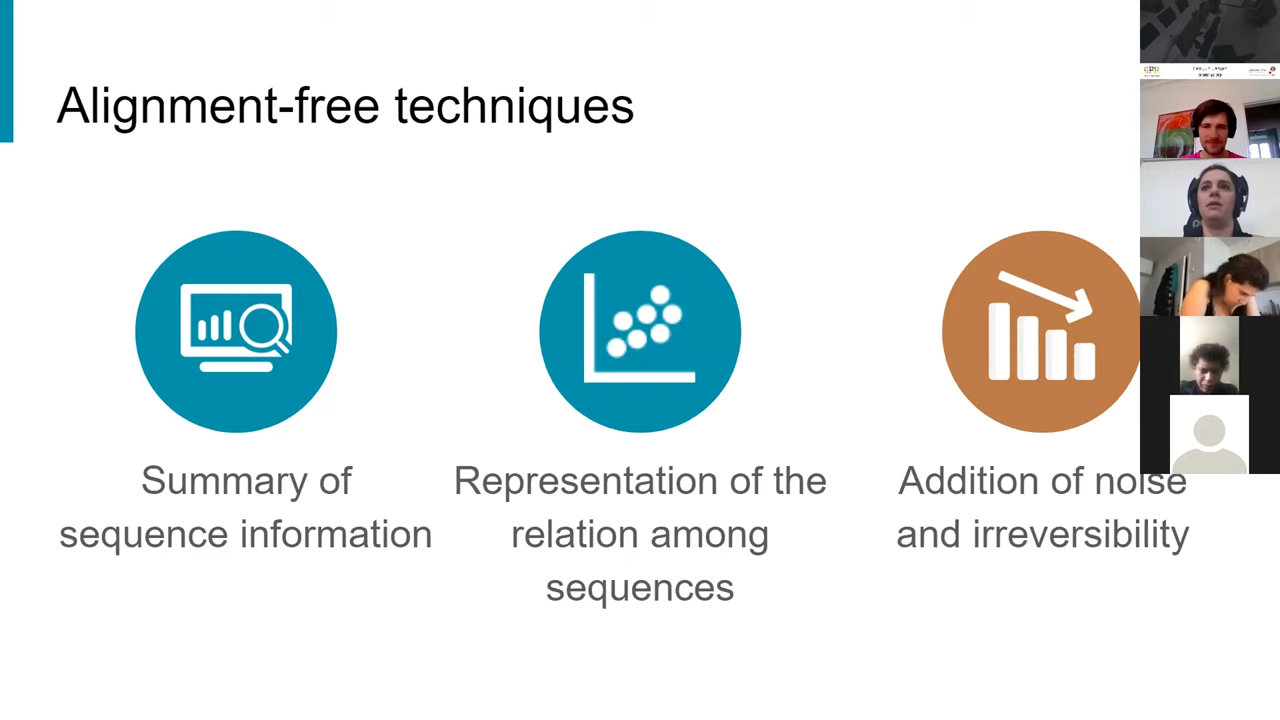 Alignment-free techniques
Summary of
sequence information
Representation of the
relation among
sequences
Addition of noise
and irreversibility